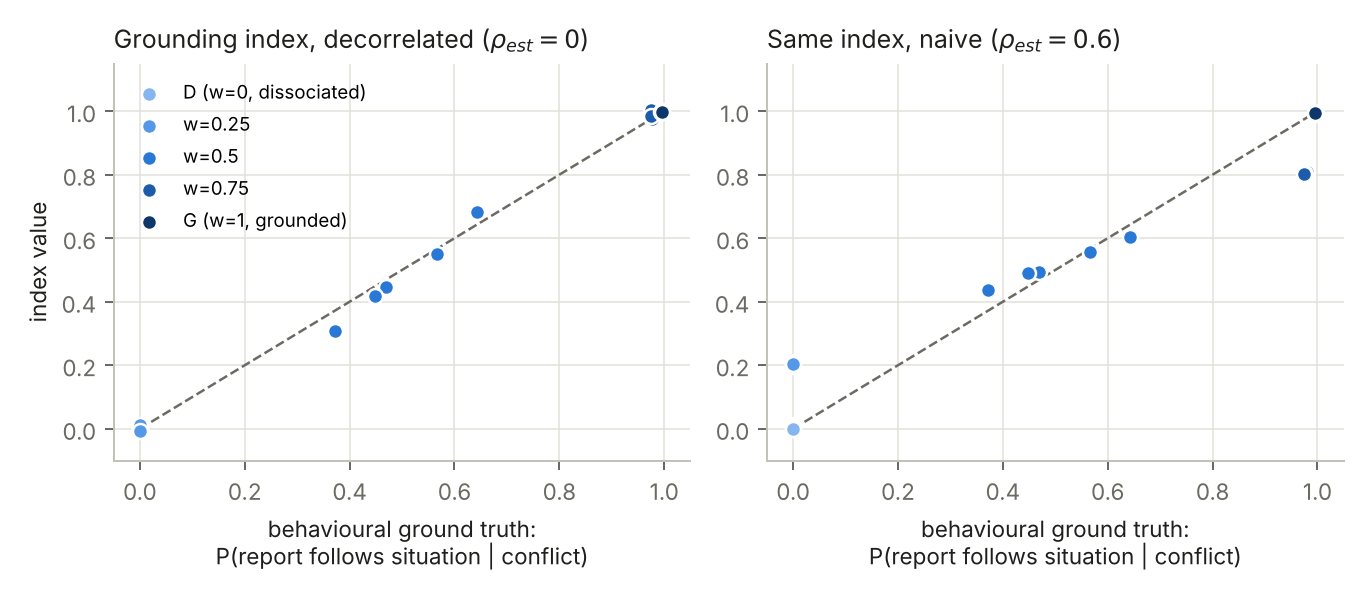 Grounding index, decorrelated (ρest = 0)
D (w=0, dissociated)
w=0.25
w=0.5
w=0.75
G (w=1, grounded)
index value
1.0
0.8
0.6
0.4
0.2
0.0
0.0 0.2 0.4 0.6 0.8 1.0
behavioural ground truth:
P(report follows situation | conflict)
Same index, naive (ρest = 0.6)
1.0
0.8
0.6
0.4
0.2
0.0
0.0 0.2 0.4 0.6 0.8 1.0
behavioural ground truth:
P(report follows situation | conflict)